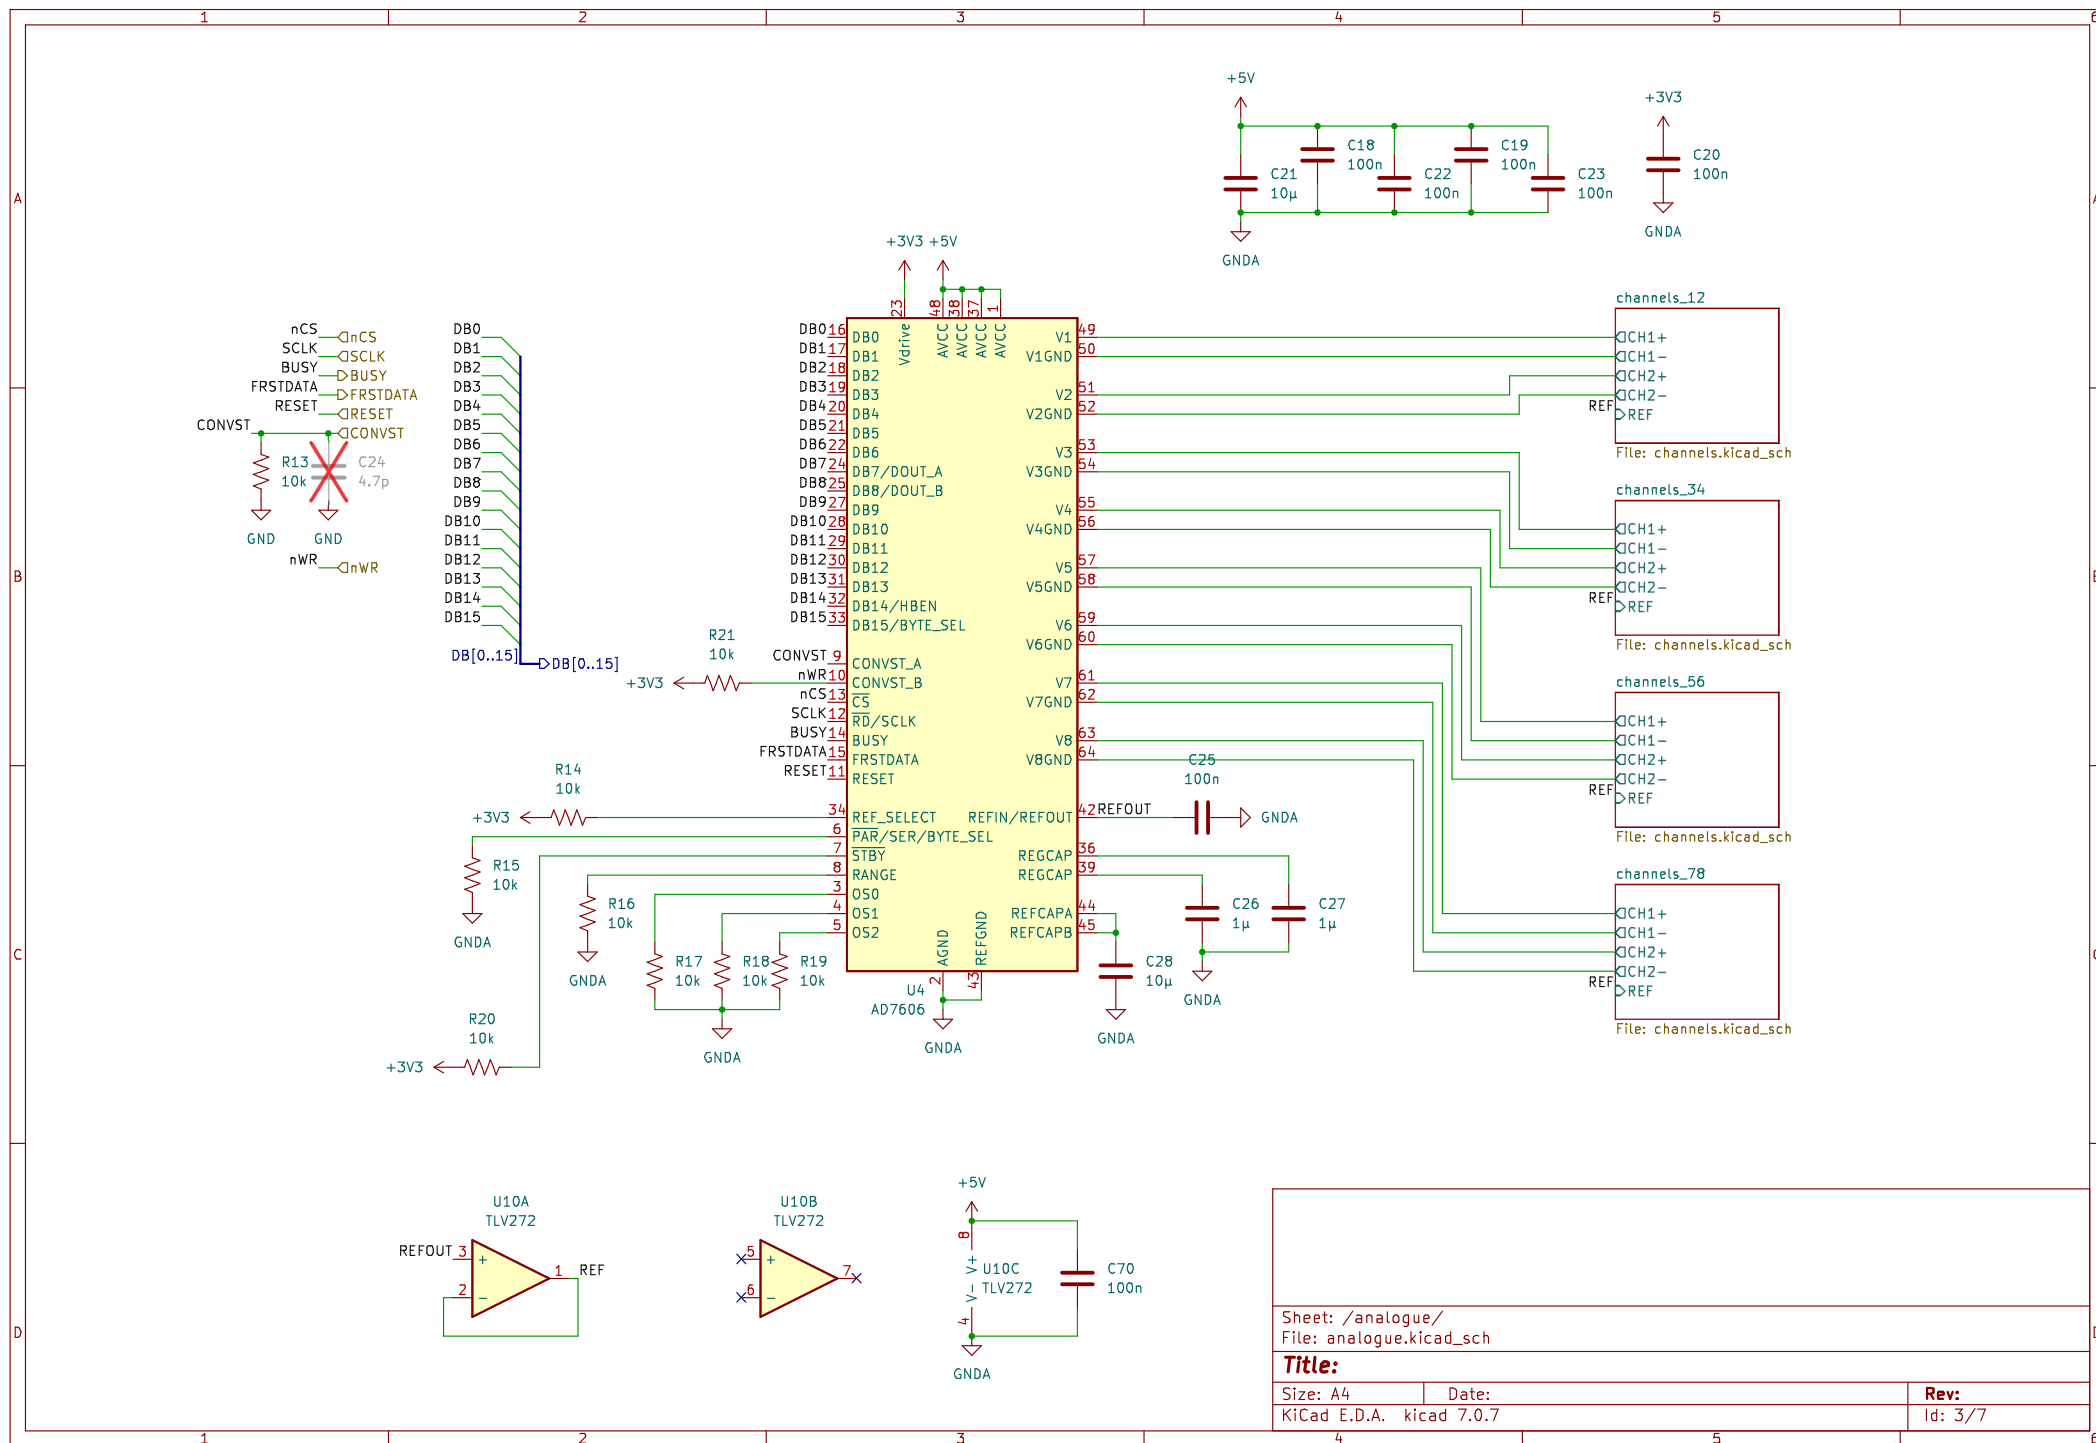 1 2 3 4 5 6
+5V
+3V3
C18
100n
C19
100n
C21
10µ
C22
100n
C23
100n
C20
100n
GNDA
GNDA
A
A
+3V3 +5V
23 48 38 37 1
Vdrive AVCC AVCC AVCC AVCC
nCS nCS
SCLK SCLK
BUSY BUSY
FRSTDATA FRSTDATA
RESET RESET
CONVST CONVST
R13
10k
C24
4.7p
GND GND
nWR nWR
DB0
DB1
DB2
DB3
DB4
DB5
DB6
DB7
DB8
DB9
DB10
DB11
DB12
DB13
DB14
DB15
DB[0..15] DB[0..15]
DB0 16 DB0
DB1 17 DB1
DB2 18 DB2
DB3 19 DB3
DB4 20 DB4
DB5 21 DB5
DB6 22 DB6
DB7 24 DB7/DOUT_A
DB8 25 DB8/DOUT_B
DB9 27 DB9
DB10 28 DB10
DB11 29 DB11
DB12 30 DB12
DB13 31 DB13
DB14 32 DB14/HBEN
DB15 33 DB15/BYTE_SEL
R21
10k
+3V3
CONVST 9 CONVST_A
nWR 10 CONVST_B
nCS 13 CS
SCLK 12 RD/SCLK
BUSY 14 BUSY
FRSTDATA 15 FRSTDATA
RESET 11 RESET
R14
10k
+3V3
34 REF_SELECT
6 PAR/SER/BYTE_SEL
7 STBY
8 RANGE
3 OS0
4 OS1
5 OS2
R15
10k
GNDA
R16
10k
GNDA
R17
10k
R18
10k
R19
10k
GNDA
R20
10k
+3V3
AGND REFGND
2 43
U4
AD7606
GNDA
V1 49
V1GND 50
V2 51
V2GND 52
V3 53
V3GND 54
V4 55
V4GND 56
V5 57
V5GND 58
V6 59
V6GND 60
V7 61
V7GND 62
V8 63
V8GND 64
REFIN/REFOUT 42 REFOUT
REGCAP 36
REGCAP 39
REFCAPA 44
REFCAPB 45
C25
100n
GNDA
C26
1µ
C27
1µ
GNDA
C28
10µ
GNDA
channels_12
CH1+
CH1-
CH2+
CH2-
REF REF
File: channels.kicad_sch
channels_34
CH1+
CH1-
CH2+
CH2-
REF REF
File: channels.kicad_sch
channels_56
CH1+
CH1-
CH2+
CH2-
REF REF
File: channels.kicad_sch
channels_78
CH1+
CH1-
CH2+
CH2-
REF REF
File: channels.kicad_sch
B
C
C
U10A
TLV272
REFOUT 3 +
1 REF
2 -
U10B
TLV272
5 +
7
6 -
+5V
8
V+
U10C
TLV272
V-
4
C70
100n
GNDA
D
Sheet: /analogue/
File: analogue.kicad_sch
Title:
Size: A4 Date: Rev:
KiCad E.D.A. kicad 7.0.7 Id: 3/7
1 2 3 4 5 6